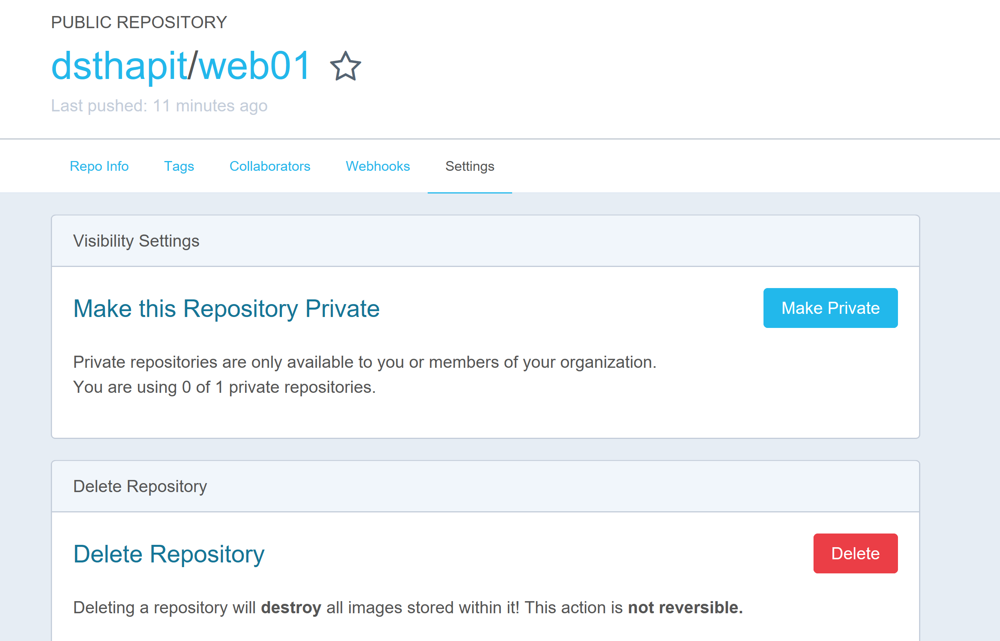 PUBLIC REPOSITORY
dsthapit/web01
Last pushed: 11 minutes ago
Repo Info Tags Collaborators Webhooks Settings
Visibility Settings
Make this Repository Private Make Private
Private repositories are only available to you or members of your organization.
You are using 0 of 1 private repositories.
Delete Repository
Delete Repository Delete
Deleting a repository will destroy all images stored within it! This action is not reversible.